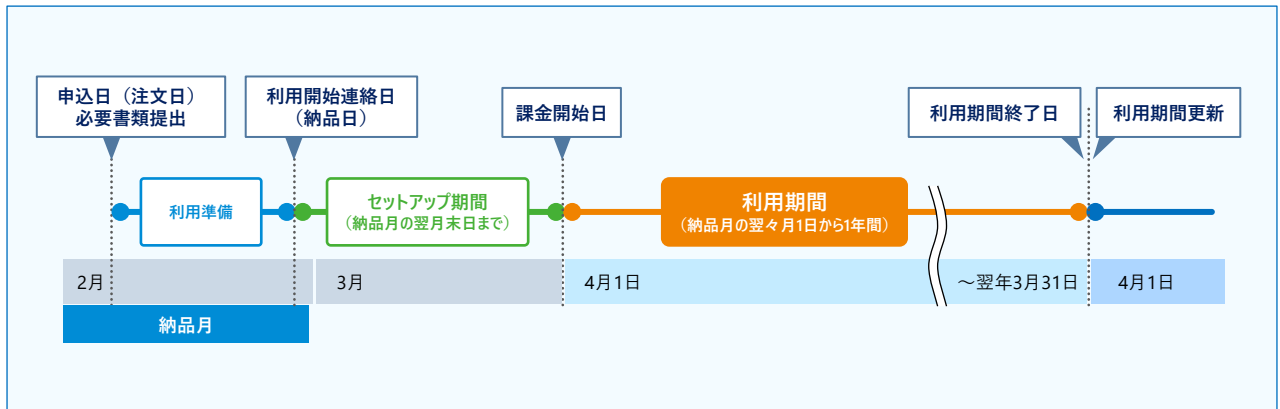 申込日（注文日）
必要書類提出
利用開始連絡日
（納品日）
課金開始日
利用期間終了日
利用期間更新
利用準備
セットアップ期間
（納品月の翌月末日まで）
利用期間
（納品月の翌々月1日から1年間）
2月
3月
4月1日
～翌年3月31日
4月1日
納品月